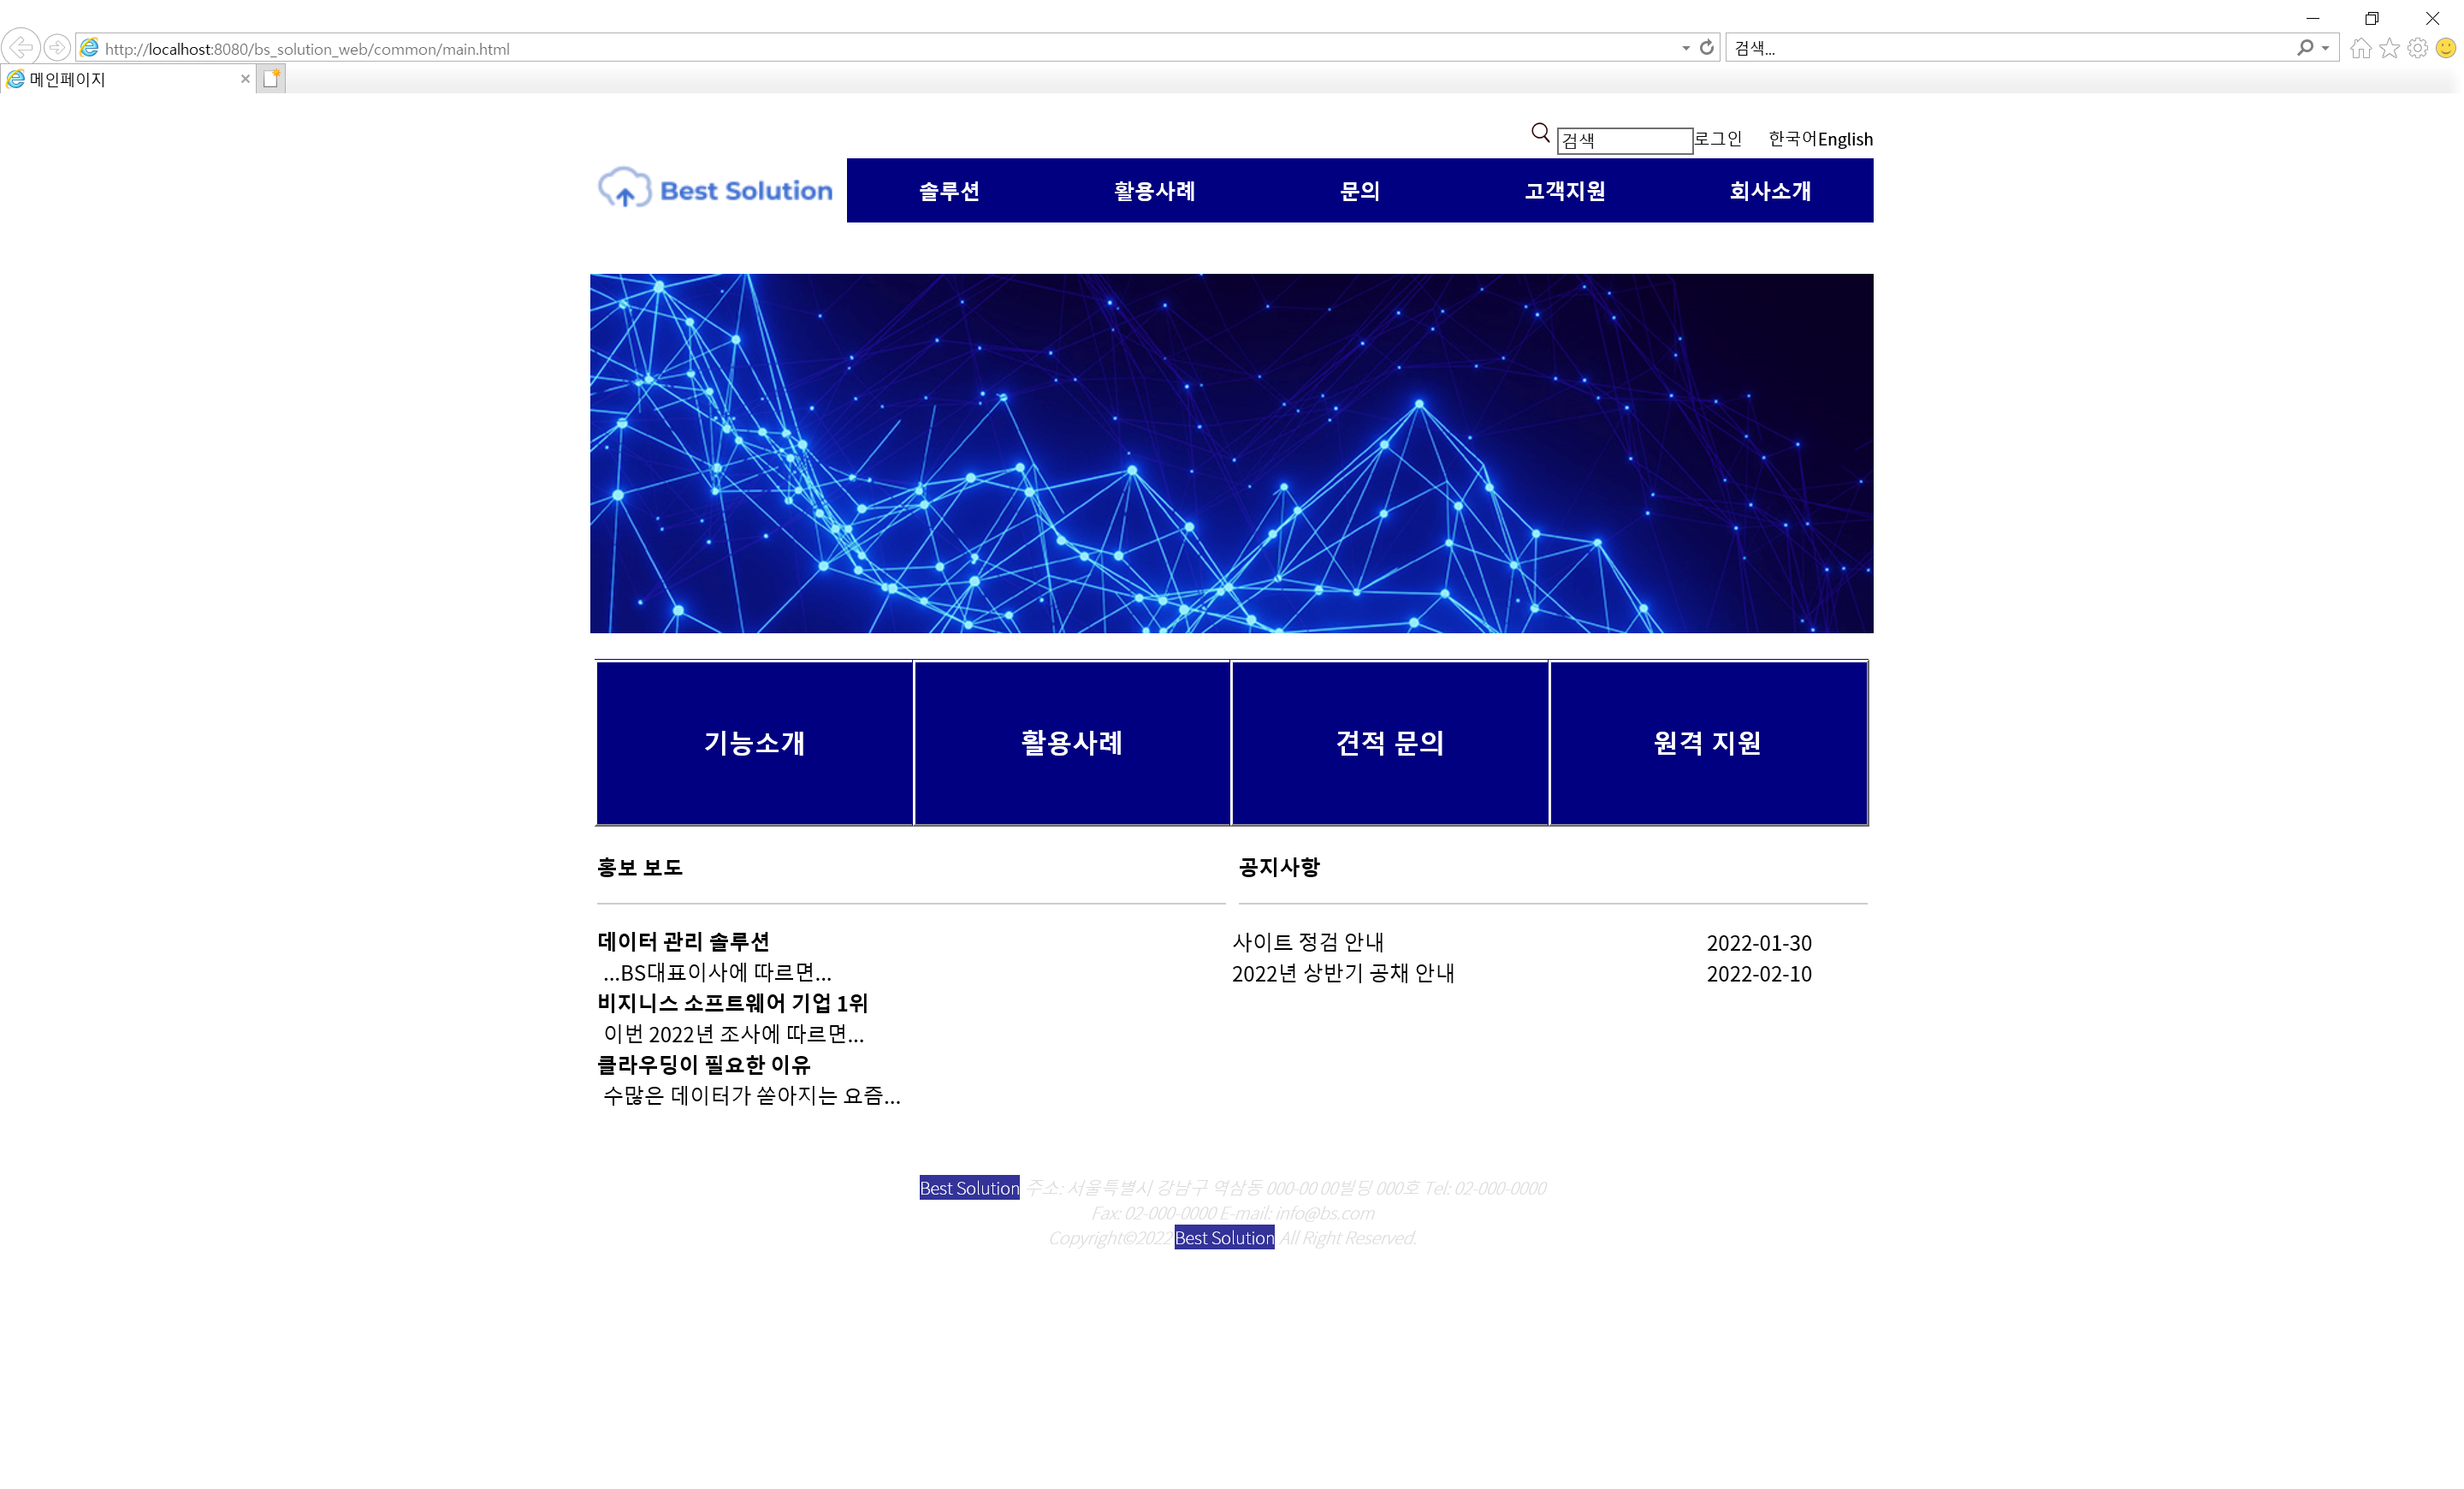 http://localhost:8080/bs_solution_web/common/main.html
검색...
메인페이지
검색 로그인 한국어English
Best Solution
솔루션 활용사례 문의 고객지원 회사소개
기능소개 활용사례 견적 문의 원격 지원
홍보 보도
데이터 관리 솔루션
...BS대표이사에 따르면...
비지니스 소프트웨어 기업 1위
이번 2022년 조사에 따르면...
클라우딩이 필요한 이유
수많은 데이터가 쏟아지는 요즘...
공지사항
사이트 정검 안내 2022-01-30
2022년 상반기 공채 안내 2022-02-10
Best Solution 주소: 서울특별시 강남구 역삼동 000-00 00빌딩 000호 Tel: 02-000-0000
Fax: 02-000-0000 E-mail: info@bs.com
Copyright©2022 Best Solution All Right Reserved.